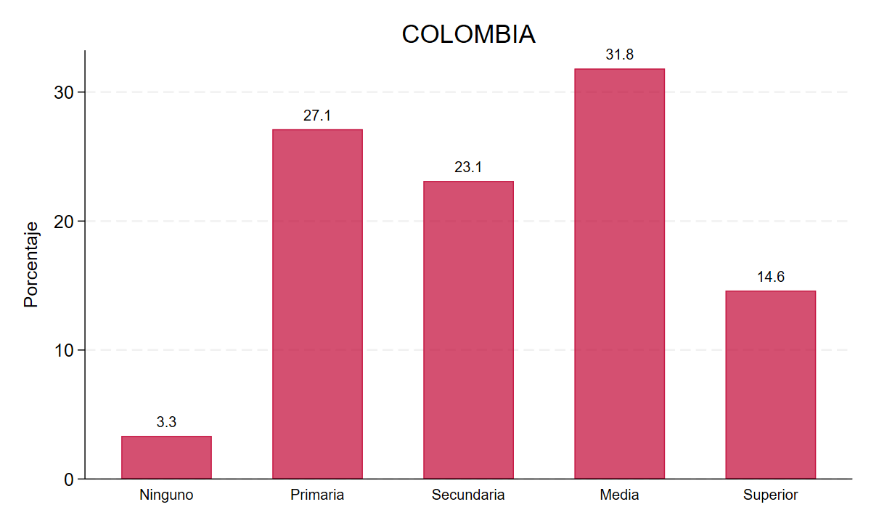 COLOMBIA
Porcentaje
30
20
10
0
3.3
27.1
23.1
31.8
14.6
Ninguno
Primaria
Secundaria
Media
Superior